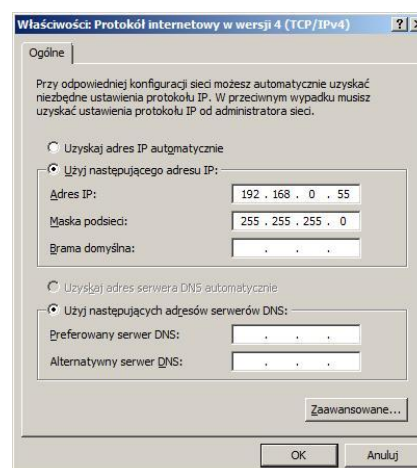 Właściwości: Protokół internetowy w wersji 4 (TCP/IPv4)
Ogólne
Przy odpowiedniej konfiguracji sieci możesz automatycznie uzyskać
niezbędne ustawienia protokołu IP. W przeciwnym wypadku musisz
uzyskać ustawienia protokołu IP od administratora sieci.
Uzyskaj adres IP automatycznie
Użyj następującego adresu IP:
Adres IP: 192 . 168 . 0 . 55
Maska podsieci: 255 . 255 . 255 . 0
Brama domyślna: . . .
Uzyskaj adres serwera DNS automatycznie
Użyj następujących adresów serwerów DNS:
Preferowany serwer DNS: . . .
Alternatywny serwer DNS: . . .
Zaawansowane...
OK Anuluj